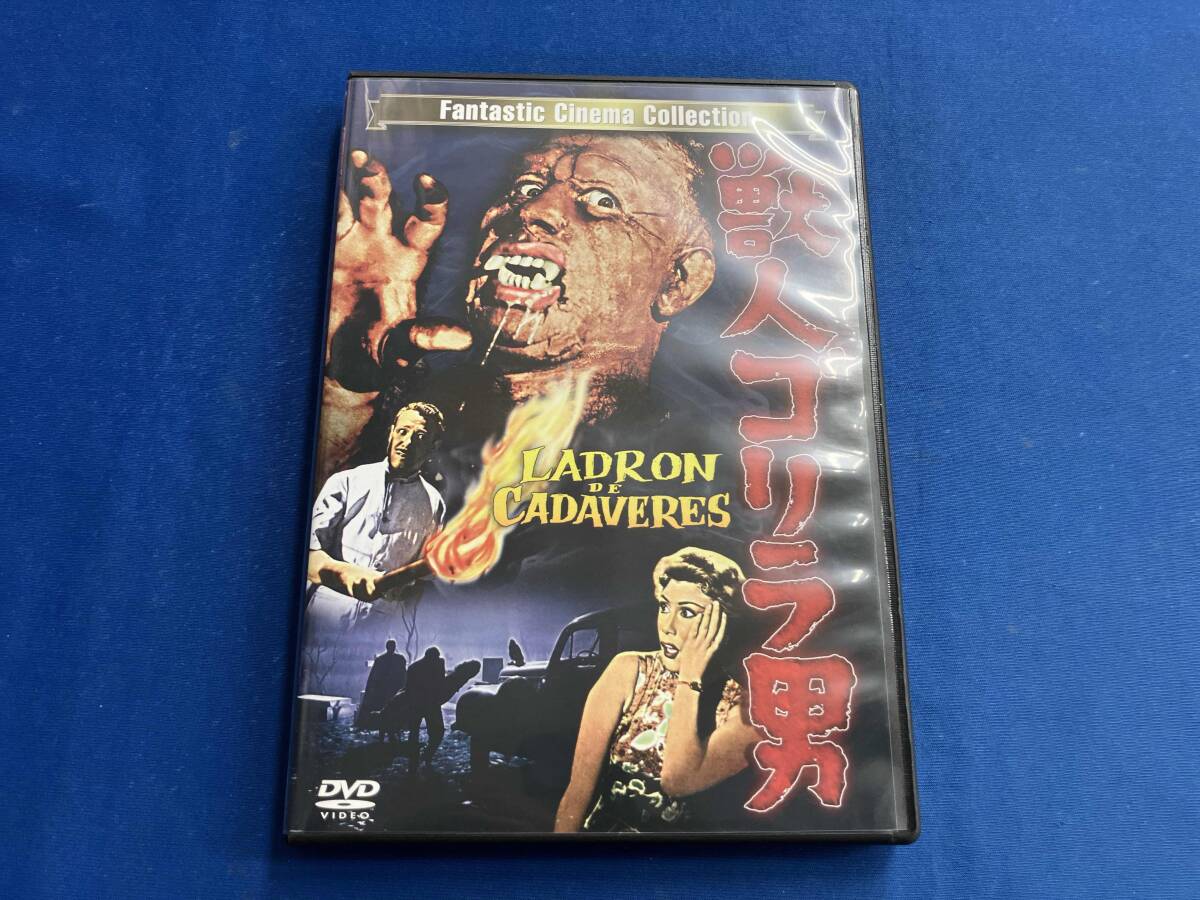 Fantastic Cinema Collection
獣人ゴリラ男
LADRON
DE
CADAVERES
DVD
VIDEO